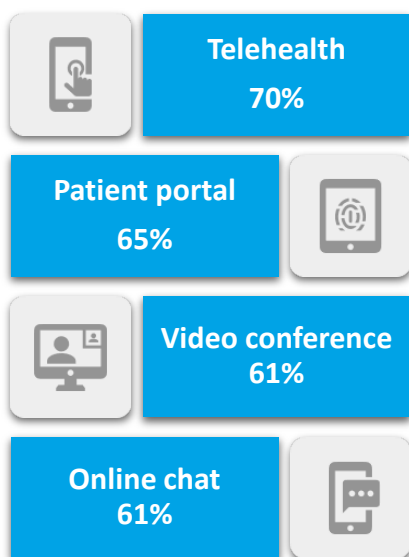 Telehealth
70%
Patient portal
65%
Video conference
61%
Online chat
61%